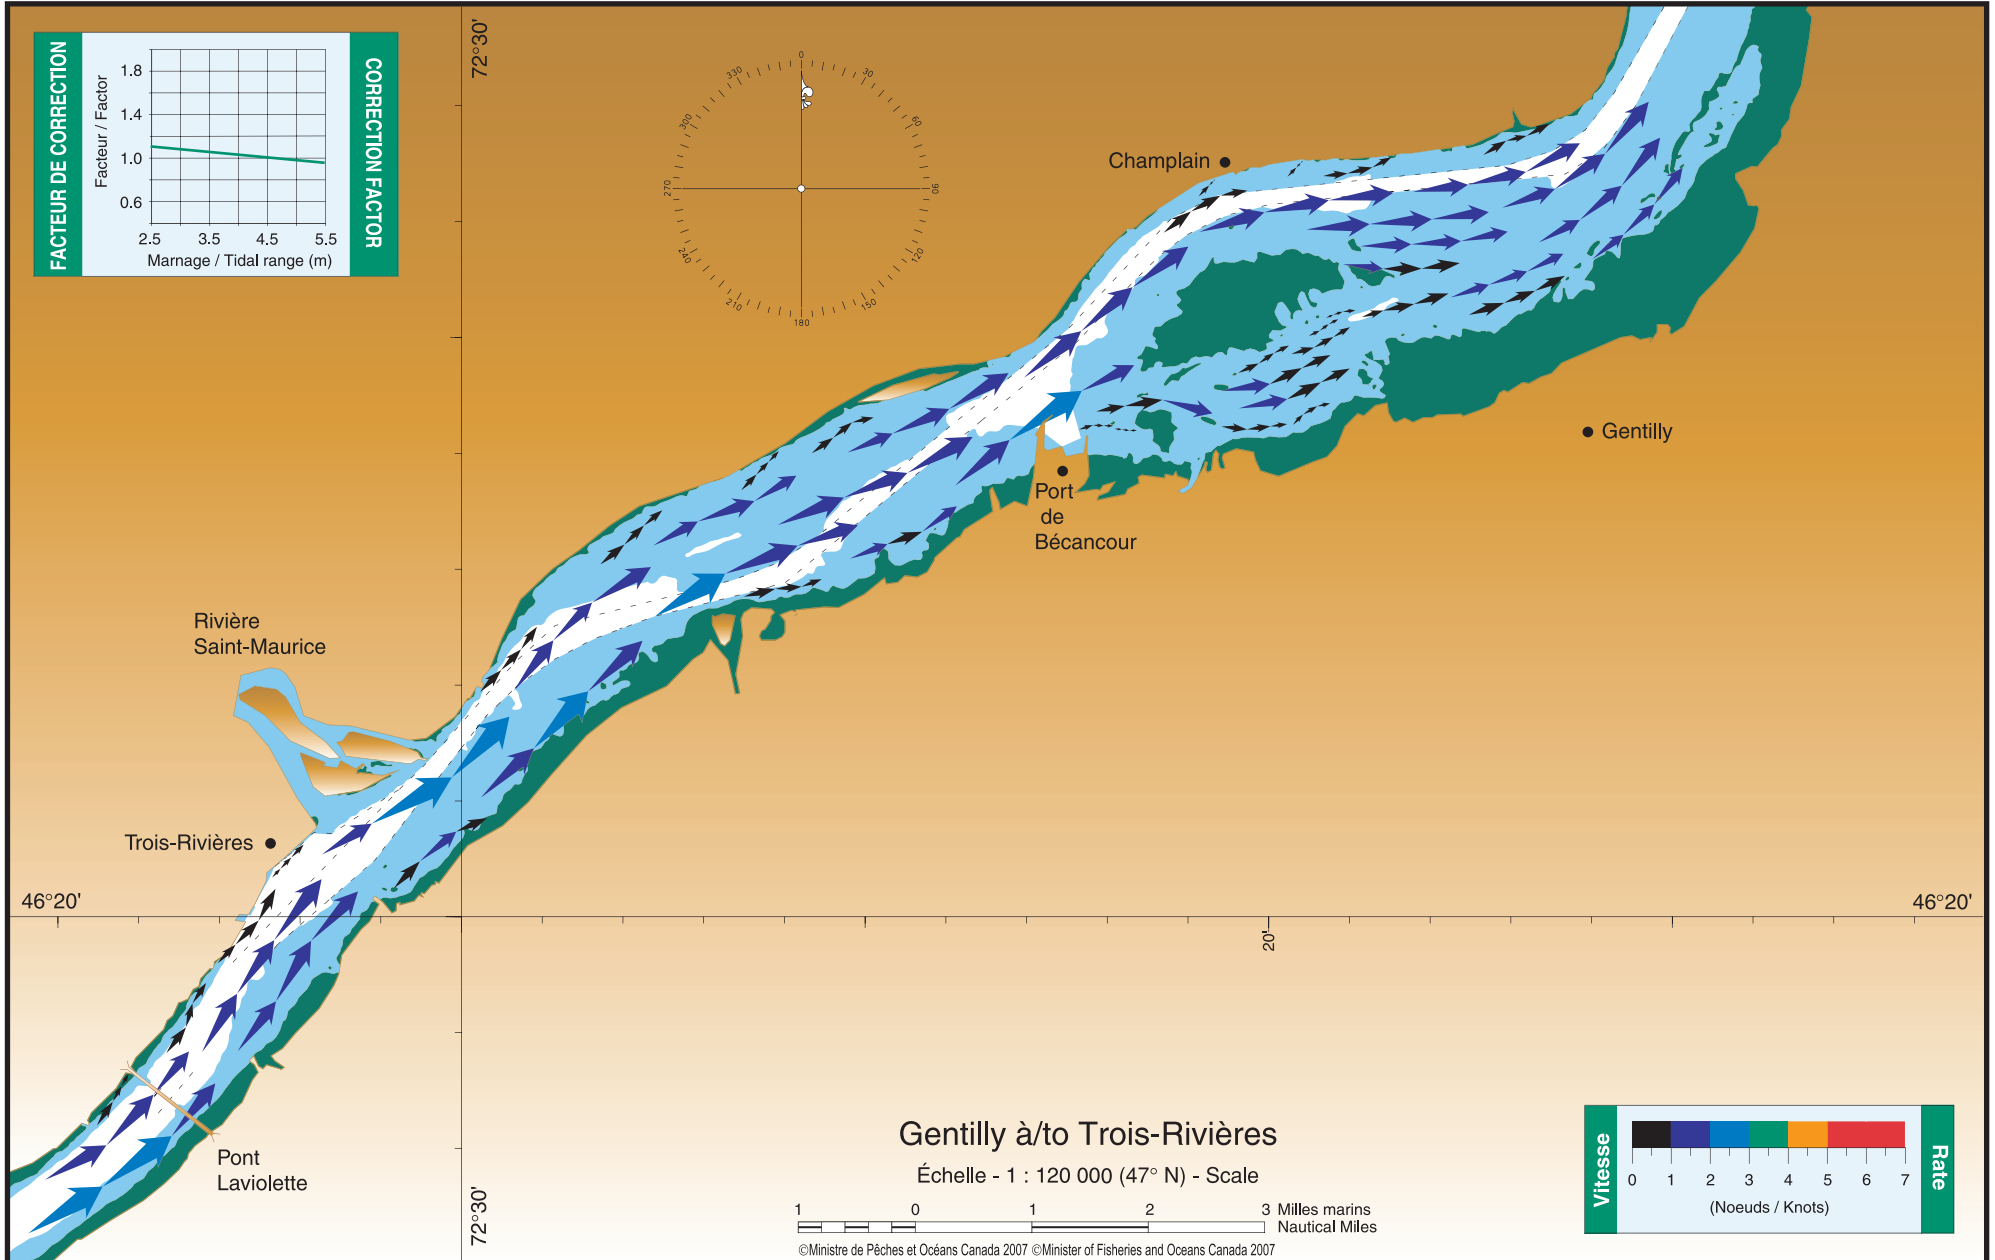 FACTEUR DE CORRECTION
Facteur / Factor
1.8
1.4
1.0
0.6
2.5 3.5 4.5 5.5
Marnage / Tidal range (m)
CORRECTION FACTOR
72°30'
0
30
60
90
120
150
180
210
240
270
300
330
Champlain
Gentilly
Port
de
Bécancour
Rivière
Saint-Maurice
Trois-Rivières
46°20'
46°20'
20'
Pont
Laviolette
72°30'
Gentilly à/to Trois-Rivières
Échelle - 1 : 120 000 (47° N) - Scale
1 0 1 2 3 Milles marins
Nautical Miles
©Ministre de Pêches et Océans Canada 2007 ©Minister of Fisheries and Oceans Canada 2007
Vitesse
0 1 2 3 4 5 6 7
(Noeuds / Knots)
Rate